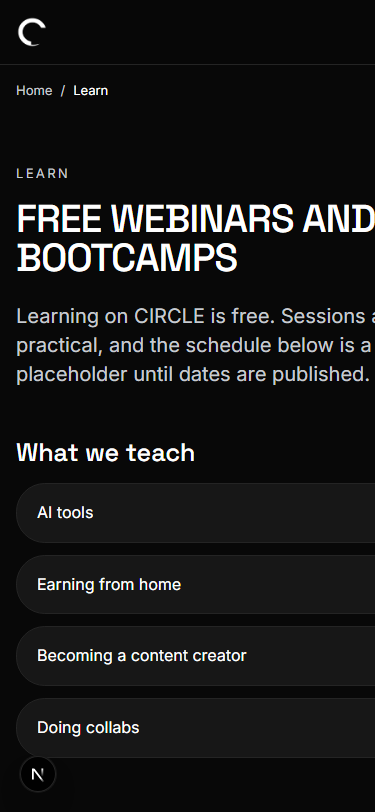 Home / Learn
LEARN
FREE WEBINARS AND
BOOTCAMPS
Learning on CIRCLE is free. Sessions a
practical, and the schedule below is a
placeholder until dates are published.
What we teach
AI tools
Earning from home
Becoming a content creator
Doing collabs
N